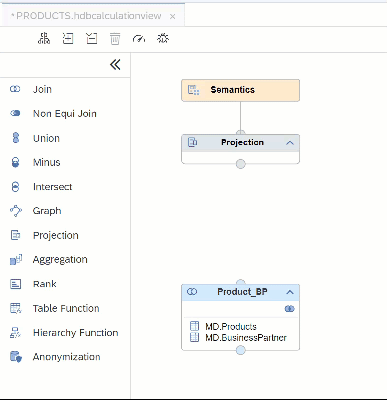 *PRODUCTS.hdbcalculationview ×
Join
Non Equi Join
Union
Minus
Intersect
Graph
Projection
Aggregation
Rank
Table Function
Hierarchy Function
Anonymization
Semantics
Projection
Product_BP
MD.Products
MD.BusinessPartner